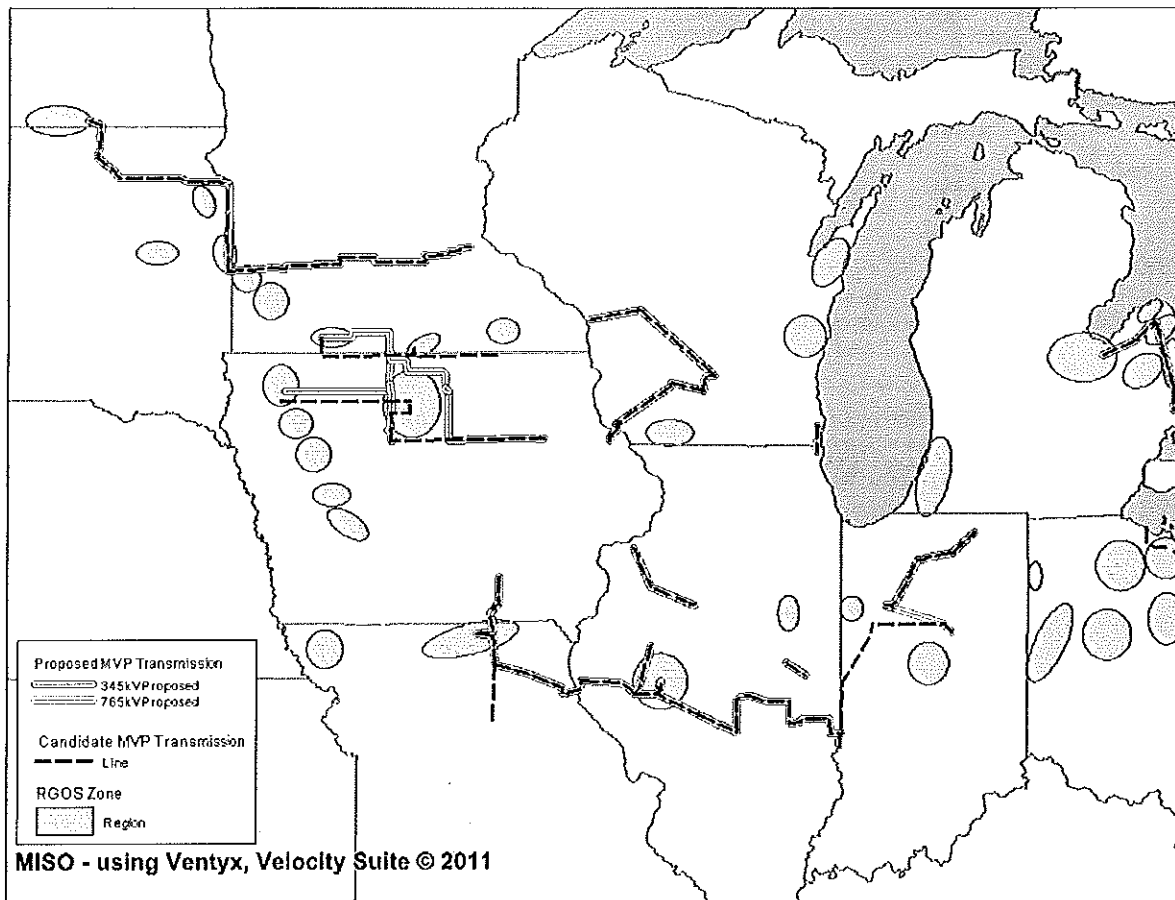 Proposed MVP Transmission
345kVProposed
765kVProposed
Candidate MVP Transmission
Line
RGOS Zone
Region
MISO - using Ventyx, Velocity Suite © 2011